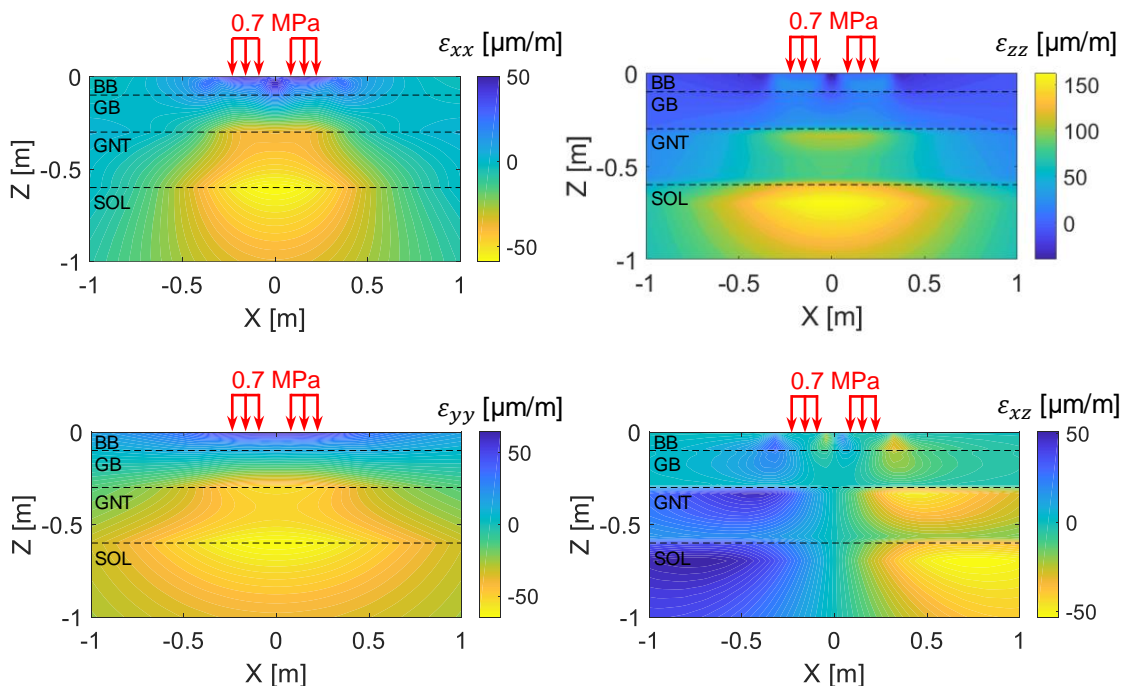 0.7 MPa
ε_xx [µm/m]
0
-0.5
-1
Z [m]
BB
GB
GNT
SOL
-1 -0.5 0 0.5 1
X [m]
50
0
-50
0.7 MPa
ε_zz [µm/m]
0
-0.5
-1
Z [m]
BB
GB
GNT
SOL
-1 -0.5 0 0.5 1
X [m]
150
100
50
0
0.7 MPa
ε_yy [µm/m]
0
-0.5
-1
Z [m]
BB
GB
GNT
SOL
-1 -0.5 0 0.5 1
X [m]
50
0
-50
0.7 MPa
ε_xz [µm/m]
0
-0.5
-1
Z [m]
BB
GB
GNT
SOL
-1 -0.5 0 0.5 1
X [m]
50
0
-50